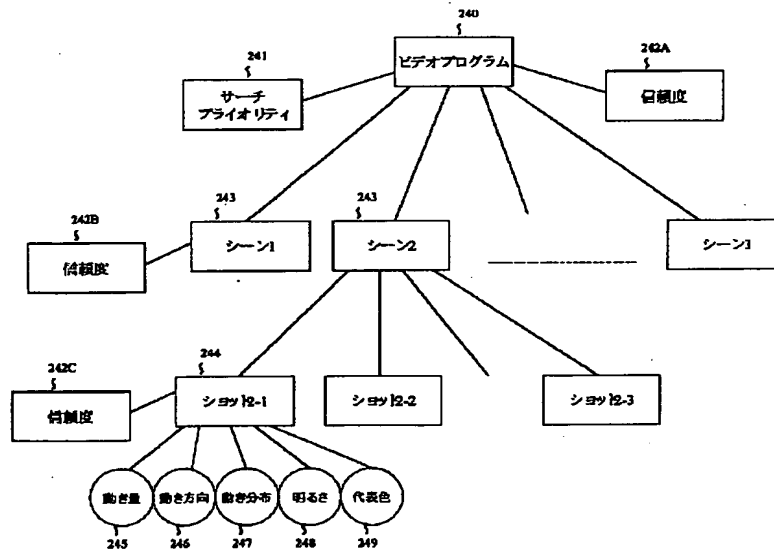 240
ビデオプログラム
241
サーチ
プライオリティ
242A
信頼度
242B
信頼度
243
シーン1
243
シーン2
シーン3
242C
信頼度
244
ショット2-1
ショット2-2
ショット2-3
動き量
動き方向
動き分布
明るさ
代表色
245
246
247
248
249